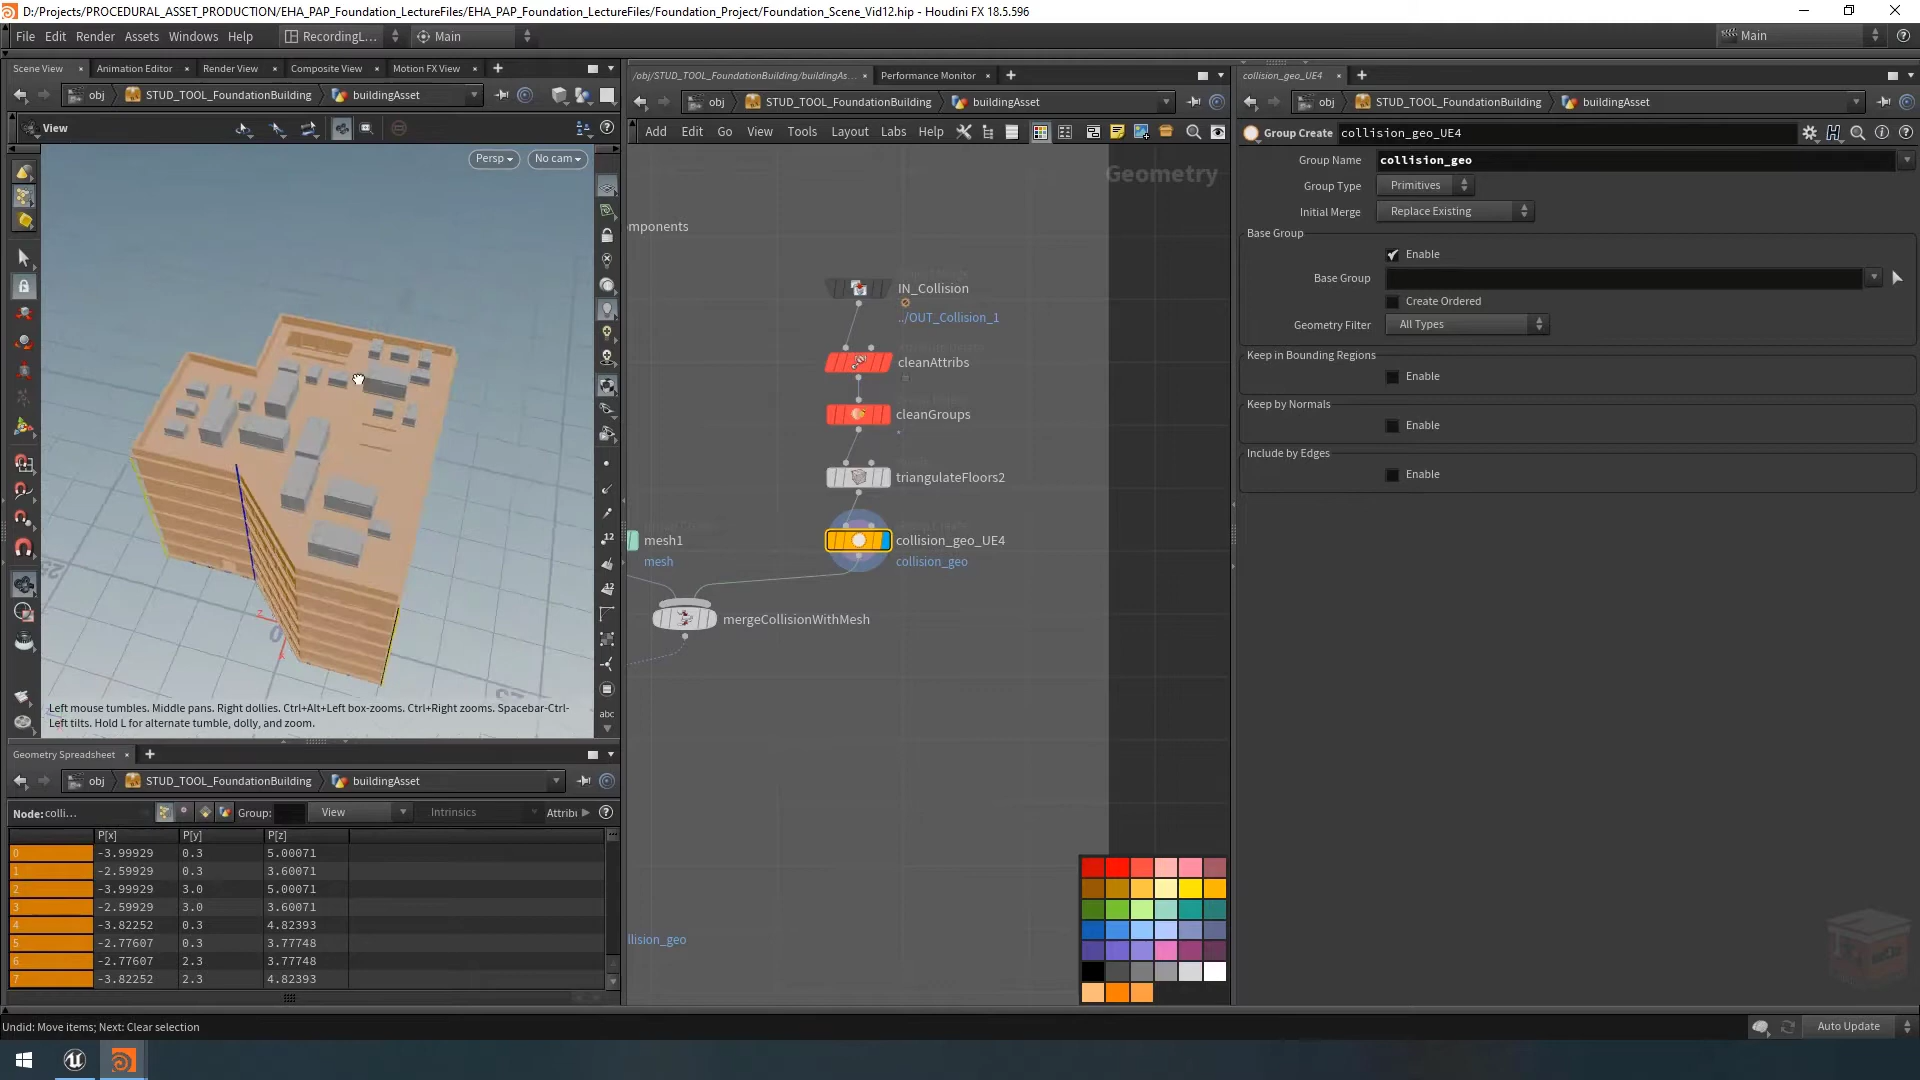 D:/Projects/PROCEDURAL_ASSET_PRODUCTION/EHA_PAP_Foundation_LectureFiles/EHA_PAP_Foundation_LectureFiles/Foundation_Project/Foundation_Scene_Vid12.hip - Houdini FX 18.5.596
File Edit Render Assets Windows Help RecordingL... Main Main
Scene View Animation Editor Render View Composite View Motion FX View
obj STUD_TOOL_FoundationBuilding buildingAsset
View
Persp No cam
Left mouse tumbles. Middle pans. Right dollies. Ctrl+Alt+Left box-zooms. Ctrl+Right zooms. Spacebar-Ctrl-
Left tilts. Hold L for alternate tumble, dolly, and zoom.
12
12
abc
Geometry Spreadsheet
obj STUD_TOOL_FoundationBuilding buildingAsset
Node: colli... Group: View Intrinsics Attribu
P[x] P[y] P[z]
0 -3.99929 0.3 5.00071
1 -2.59929 0.3 3.60071
2 -3.99929 3.0 5.00071
3 -2.59929 3.0 3.60071
4 -3.82252 0.3 4.82393
5 -2.77607 0.3 3.77748
6 -2.77607 2.3 3.77748
7 -3.82252 2.3 4.82393
/obj/STUD_TOOL_FoundationBuilding/buildingAs... Performance Monitor
obj STUD_TOOL_FoundationBuilding buildingAsset
Add Edit Go View Tools Layout Labs Help
Geometry
mponents
IN_Collision
../OUT_Collision_1
cleanAttribs
cleanGroups
triangulateFloors2
mesh1
mesh
collision_geo_UE4
collision_geo
mergeCollisionWithMesh
llision_geo
collision_geo_UE4
obj STUD_TOOL_FoundationBuilding buildingAsset
Group Create collision_geo_UE4
Group Name collision_geo
Group Type Primitives
Initial Merge Replace Existing
Base Group
Enable
Base Group
Create Ordered
Geometry Filter All Types
Keep in Bounding Regions
Enable
Keep by Normals
Enable
Include by Edges
Enable
Undid: Move items; Next: Clear selection
Auto Update